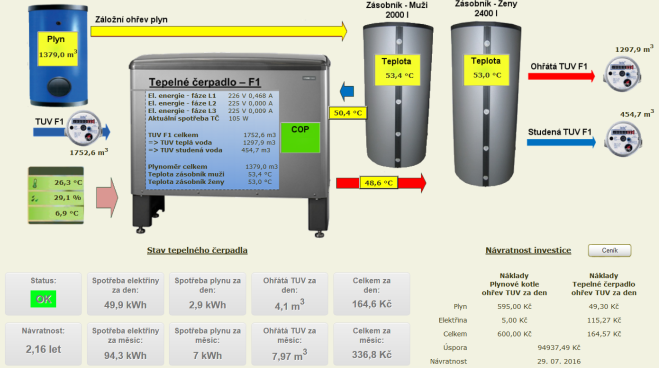 Zásobník - Muži
2000 l
Zásobník - Ženy
2400 l
Záložní ohřev plyn
Plyn
1379,0 m³
Teplota
53,4 °C
Teplota
53,0 °C
1297,9 m3
Ohřátá TUV F1
Tepelné čerpadlo – F1
El. energie - fáze L1 226 V 0,468 A
El. energie - fáze L2 225 V 0,000 A
El. energie - fáze L3 225 V 0,009 A
Aktuální spotřeba TČ 105 W
TUV F1 celkem 1752,6 m3
=> TUV teplá voda 1297,9 m3
=> TUV studená voda 454,7 m3
Plynoměr celkem 1379,0 m3
Teplota zásobník muži 53,4 °C
Teplota zásobník ženy 53,0 °C
COP
50,4 °C
48,6 °C
454,7 m3
Studená TUV F1
TUV F1
1752,6 m3
26,3 °C
29,1 %
6,9 °C
Stav tepelného čerpadla
Návratnost investice
Ceník
Status:
OK
Spotřeba elektřiny za den:
49,9 kWh
Spotřeba plynu za den:
2,9 kWh
Ohřátá TUV za den:
4,1 m³
Celkem za den:
164,6 Kč
Návratnost:
2,16 let
Spotřeba elektřiny za měsíc:
94,3 kWh
Spotřeba plynu za měsíc:
7 kWh
Ohřátá TUV za měsíc:
7,97 m³
Celkem za měsíc:
336,8 Kč
Náklady
Plynové kotle
ohřev TUV za den
Náklady
Tepelné čerpadlo
ohřev TUV za den
Plyn 595,00 Kč 49,30 Kč
Elektřina 5,00 Kč 115,27 Kč
Celkem 600,00 Kč 164,57 Kč
Úspora 94937,49 Kč
Návratnost 29. 07. 2016